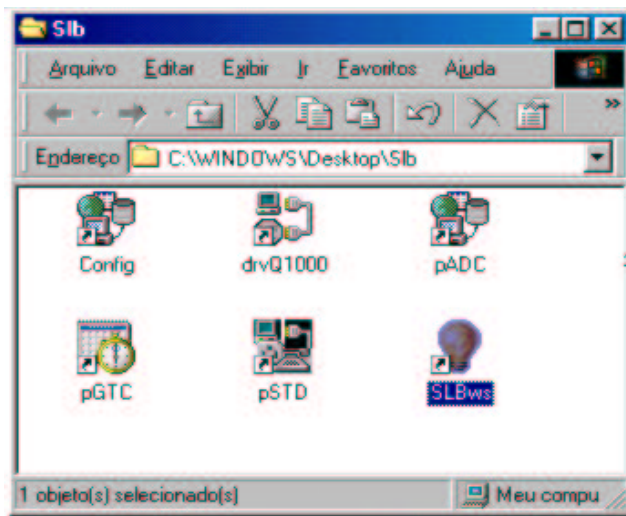 Slb
Arquivo Editar Exibir Ir Favoritos Ajuda
»
Endereço C:\WINDOWS\Desktop\Slb
Config drvQ1000 pADC
pGTC pSTD SLBws
1 objeto(s) selecionado(s) Meu compu